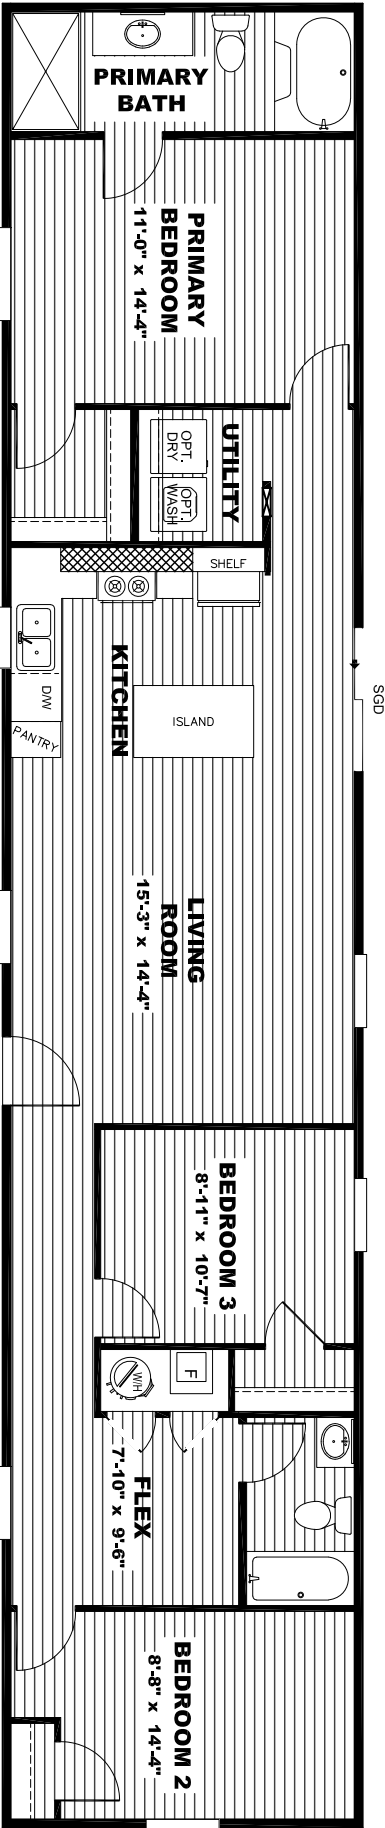 PRIMARY
BATH
PRIMARY
BEDROOM
11'-0" x 14'-4"
UTILITY
OPT.
DRY
OPT.
WASH
SHELF
KITCHEN
D/W
PANTRY
ISLAND
SGD
LIVING
ROOM
15'-3" x 14'-4"
BEDROOM 3
8'-11" x 10'-7"
W/H
F
FLEX
7'-10" x 9'-6"
BEDROOM 2
8'-8" x 14'-4"